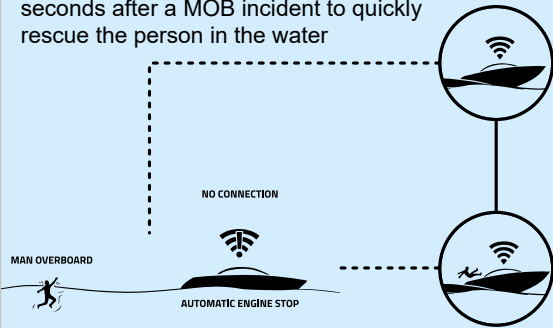 seconds after a MOB incident to quickly
rescue the person in the water
NO CONNECTION
MAN OVERBOARD
AUTOMATIC ENGINE STOP